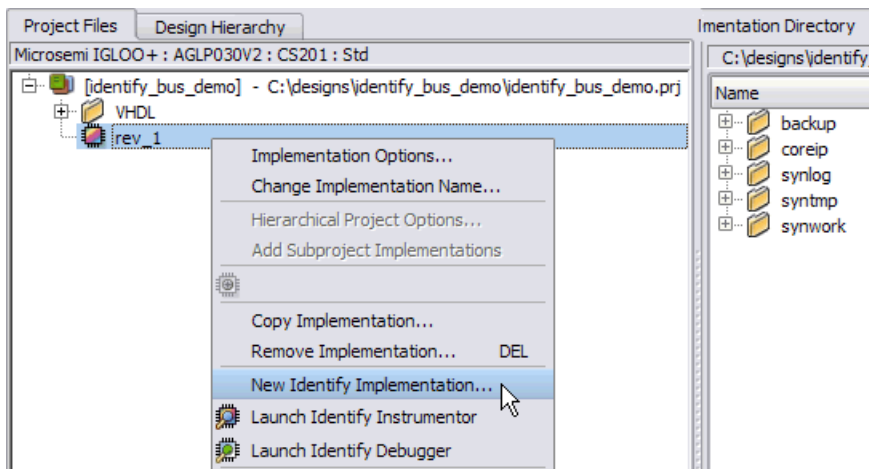 Project Files
Design Hierarchy
Microsemi IGLOO+ : AGLP030V2 : CS201 : Std
[identify_bus_demo] - C:\designs\identify_bus_demo\identify_bus_demo.prj
VHDL
rev_1
Implementation Options...
Change Implementation Name...
Hierarchical Project Options...
Add Subproject Implementations
Copy Implementation...
Remove Implementation... DEL
New Identify Implementation...
Launch Identify Instrumentor
Launch Identify Debugger
Imentation Directory
C:\designs\identify_
Name
backup
coreip
synlog
syntmp
synwork